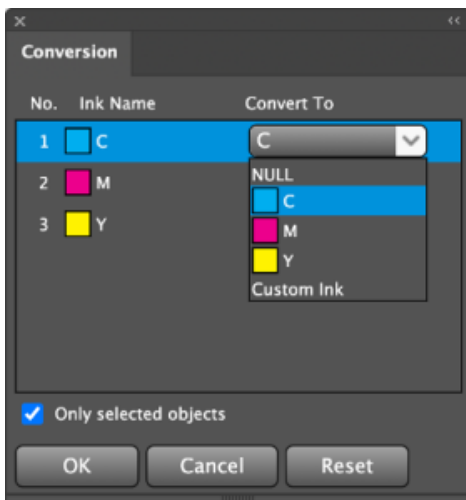 Conversion
No. Ink Name Convert To
1 C C
NULL
2 M C
M
3 Y Y
Custom Ink
Only selected objects
OK Cancel Reset